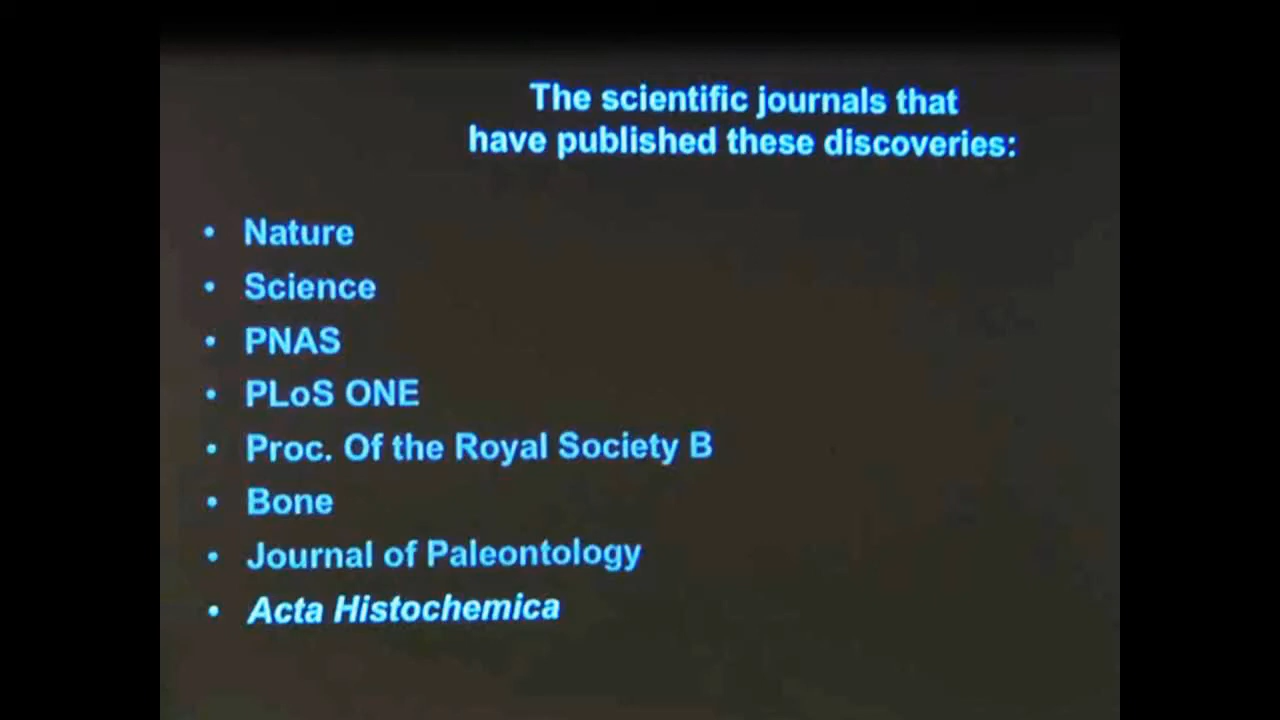 The scientific journals that
have published these discoveries:
• Nature
• Science
• PNAS
• PLoS ONE
• Proc. Of the Royal Society B
• Bone
• Journal of Paleontology
• Acta Histochemica